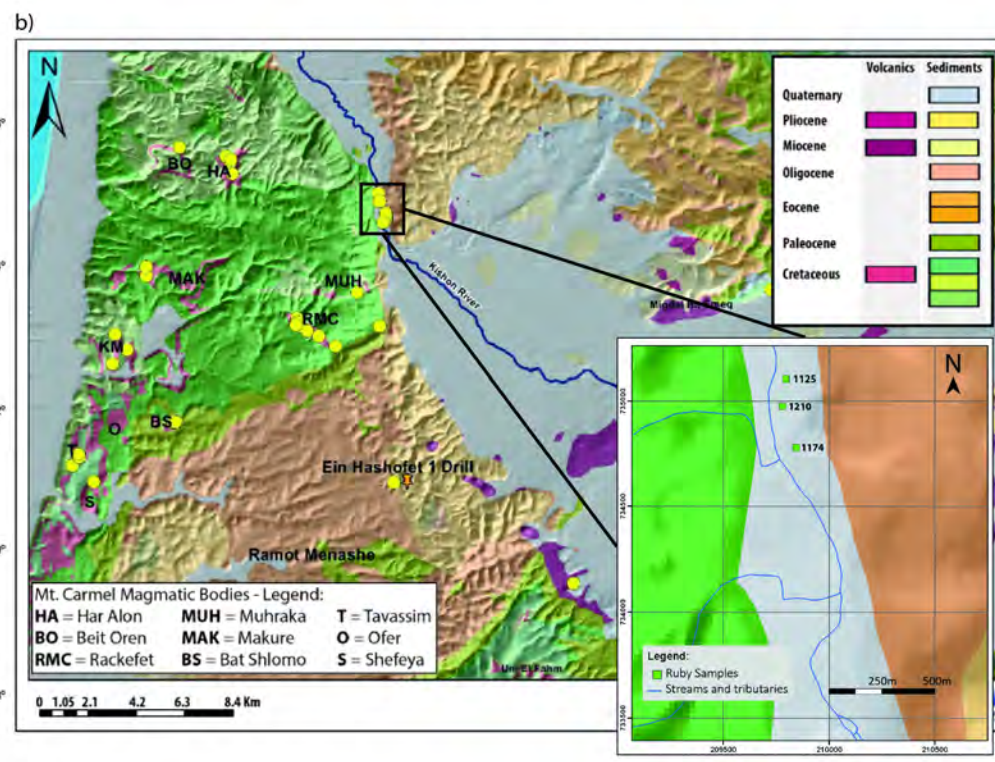 b)
N
Volcanics Sediments
Quaternary
Pliocene
Miocene
Oligocene
Eocene
Paleocene
Cretaceous
BO
HA
MAK
MUH
Kishon River
RMC
KM
BS
O
T
S
Ein Hashofet 1 Drill
Ramot Menashe
Mt. Carmel Magmatic Bodies - Legend:
HA = Har Alon MUH = Muhraka T = Tavassim
BO = Beit Oren MAK = Makure O = Ofer
RMC = Rackefet BS = Bat Shlomo S = Shefeya
0 1.05 2.1 4.2 6.3 8.4 Km
N
1125
1210
1174
735000
734500
734000
733500
Legend:
Ruby Samples
Streams and tributaries
250m 500m
209500 210000 210500